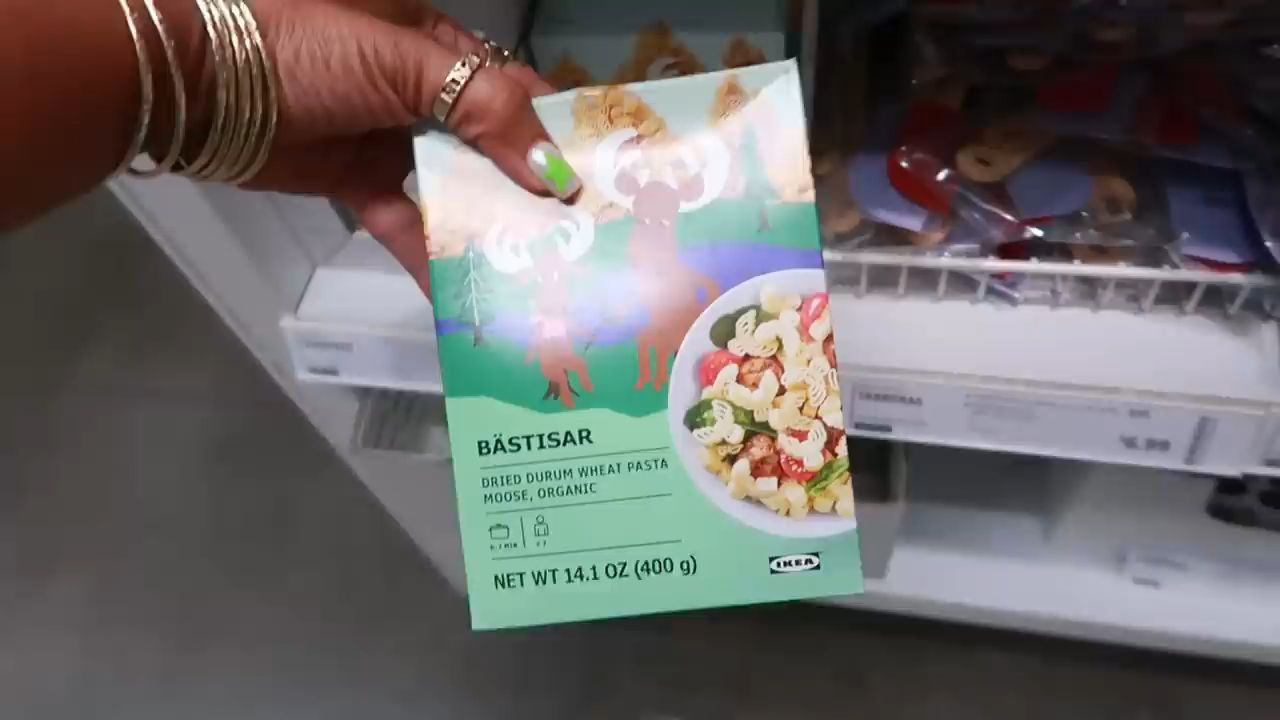 BÄSTISAR
DRIED DURUM WHEAT PASTA
MOOSE, ORGANIC
NET WT 14.1 OZ (400 g)
IKEA